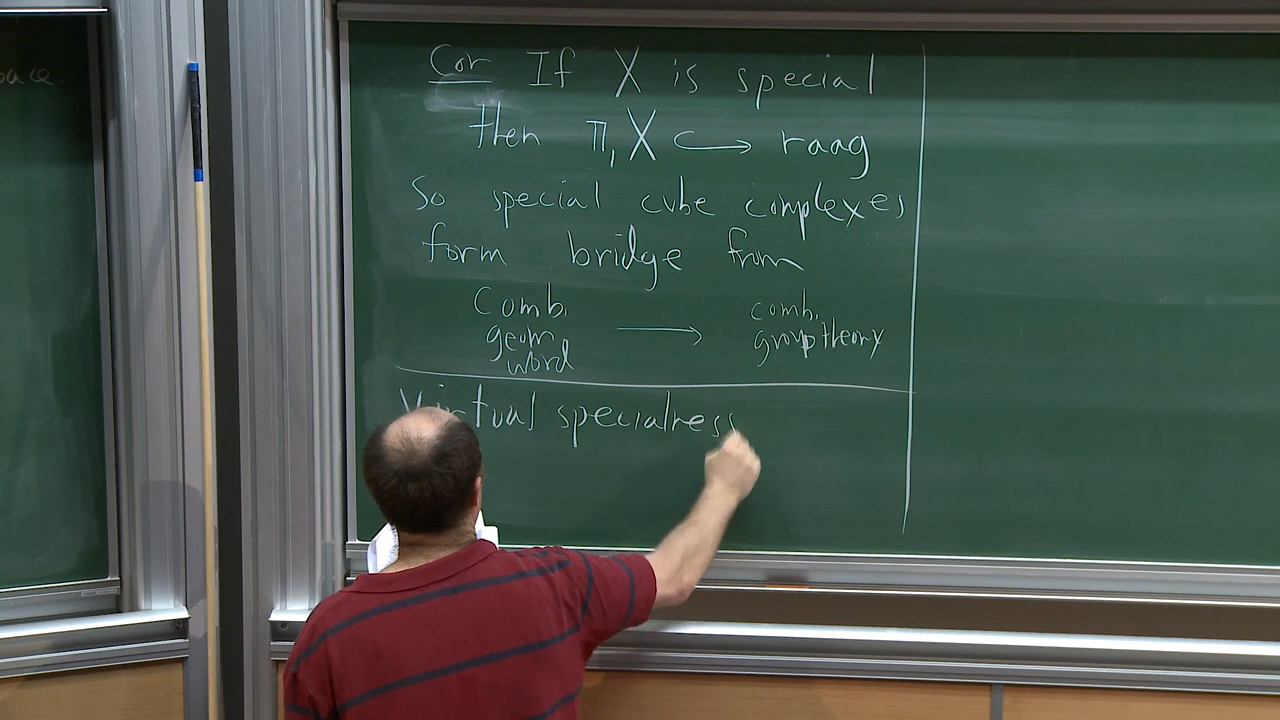 Cor If X is special
then π₁X ↪ raag
So special cube complexes
form bridge from
Comb. geom word → comb. group theory
Virtual specialness